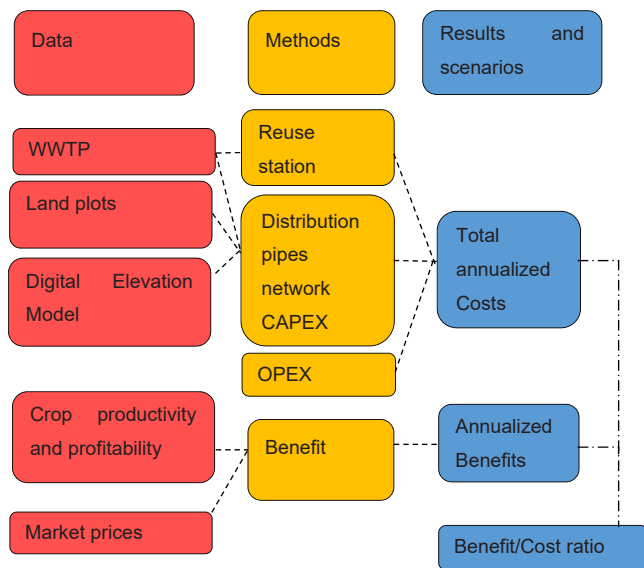 Data
Methods
Results and
scenarios
WWTP
Land plots
Digital Elevation
Model
Crop productivity
and profitability
Market prices
Reuse
station
Distribution
pipes
network
CAPEX
OPEX
Benefit
Total
annualized
Costs
Annualized
Benefits
Benefit/Cost ratio